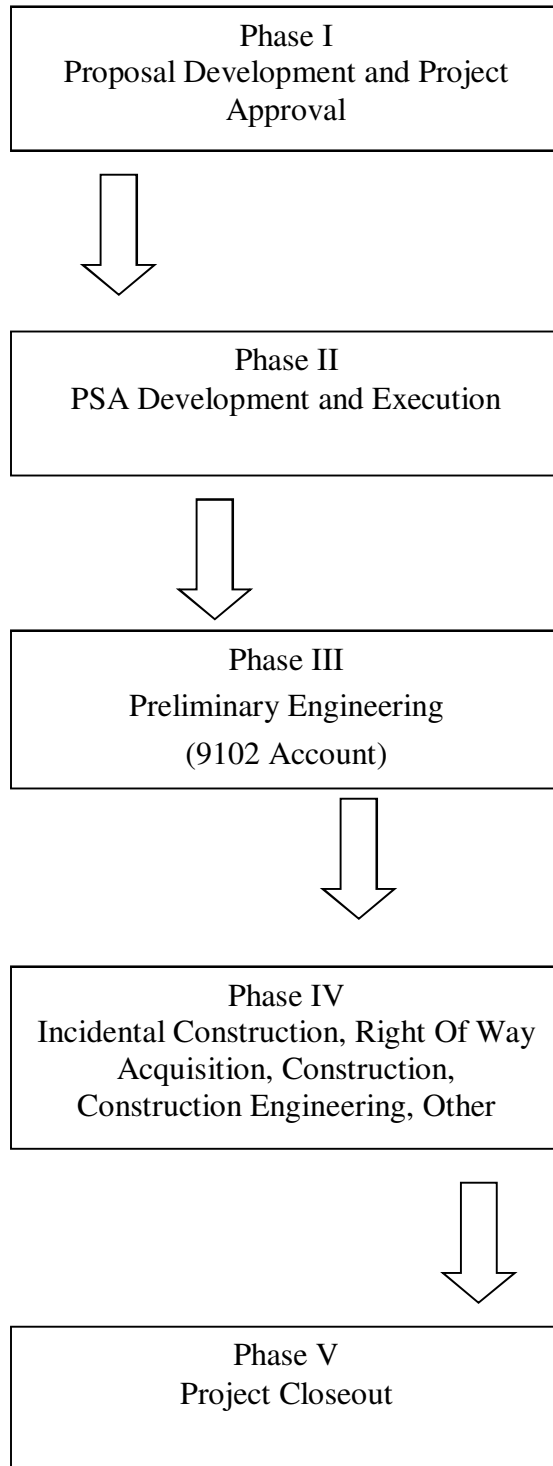 Phase I
Proposal Development and Project
Approval
Phase II
PSA Development and Execution
Phase III
Preliminary Engineering
(9102 Account)
Phase IV
Incidental Construction, Right Of Way
Acquisition, Construction,
Construction Engineering, Other
Phase V
Project Closeout